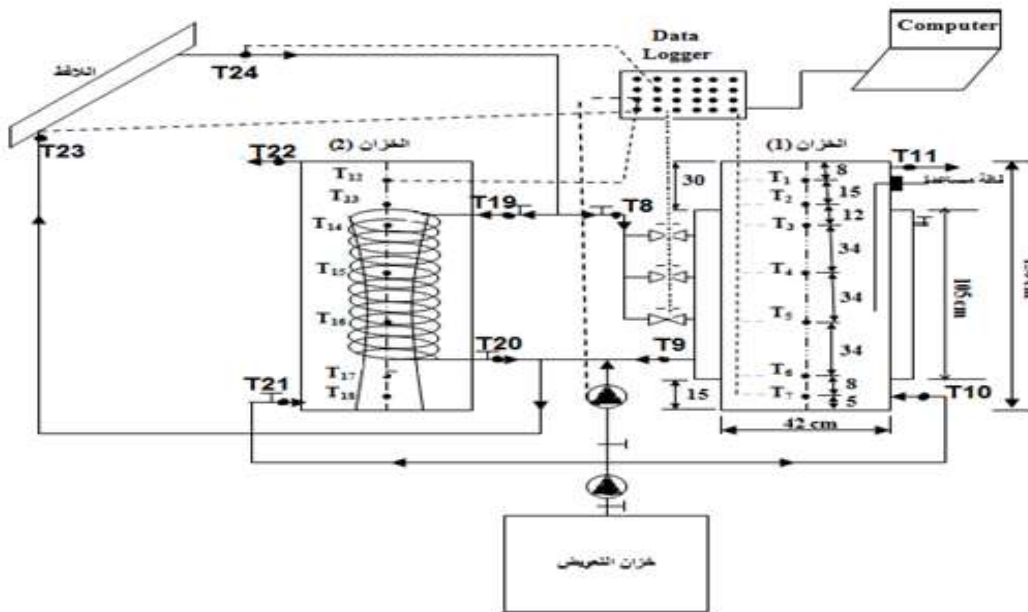 Computer
Data
Logger
اللاقط
T24
T23
T22
الخزان (2)
الخزان (1)
T11
T12
T13
T14
T15
T16
T17
T18
T19
T8
T20
T9
T21
T10
30
15
T1
T2
T3
T4
T5
T6
T7
8
15
12
34
34
34
8
5
105cm
42 cm
خزان التعويض